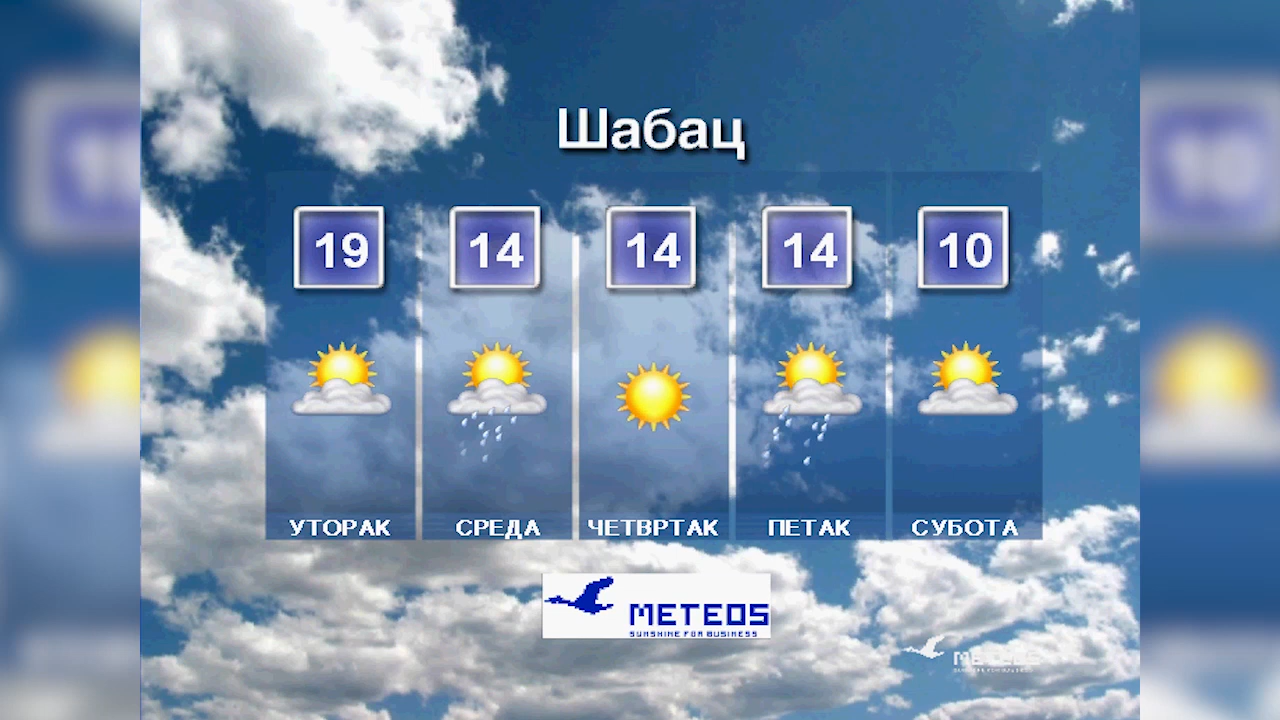 Шабац
19 14 14 14 10
УТОРАК СРЕДА ЧЕТВРТАК ПЕТАК СУБОТА
METEOS
SUNSHINE FOR BUSINESS